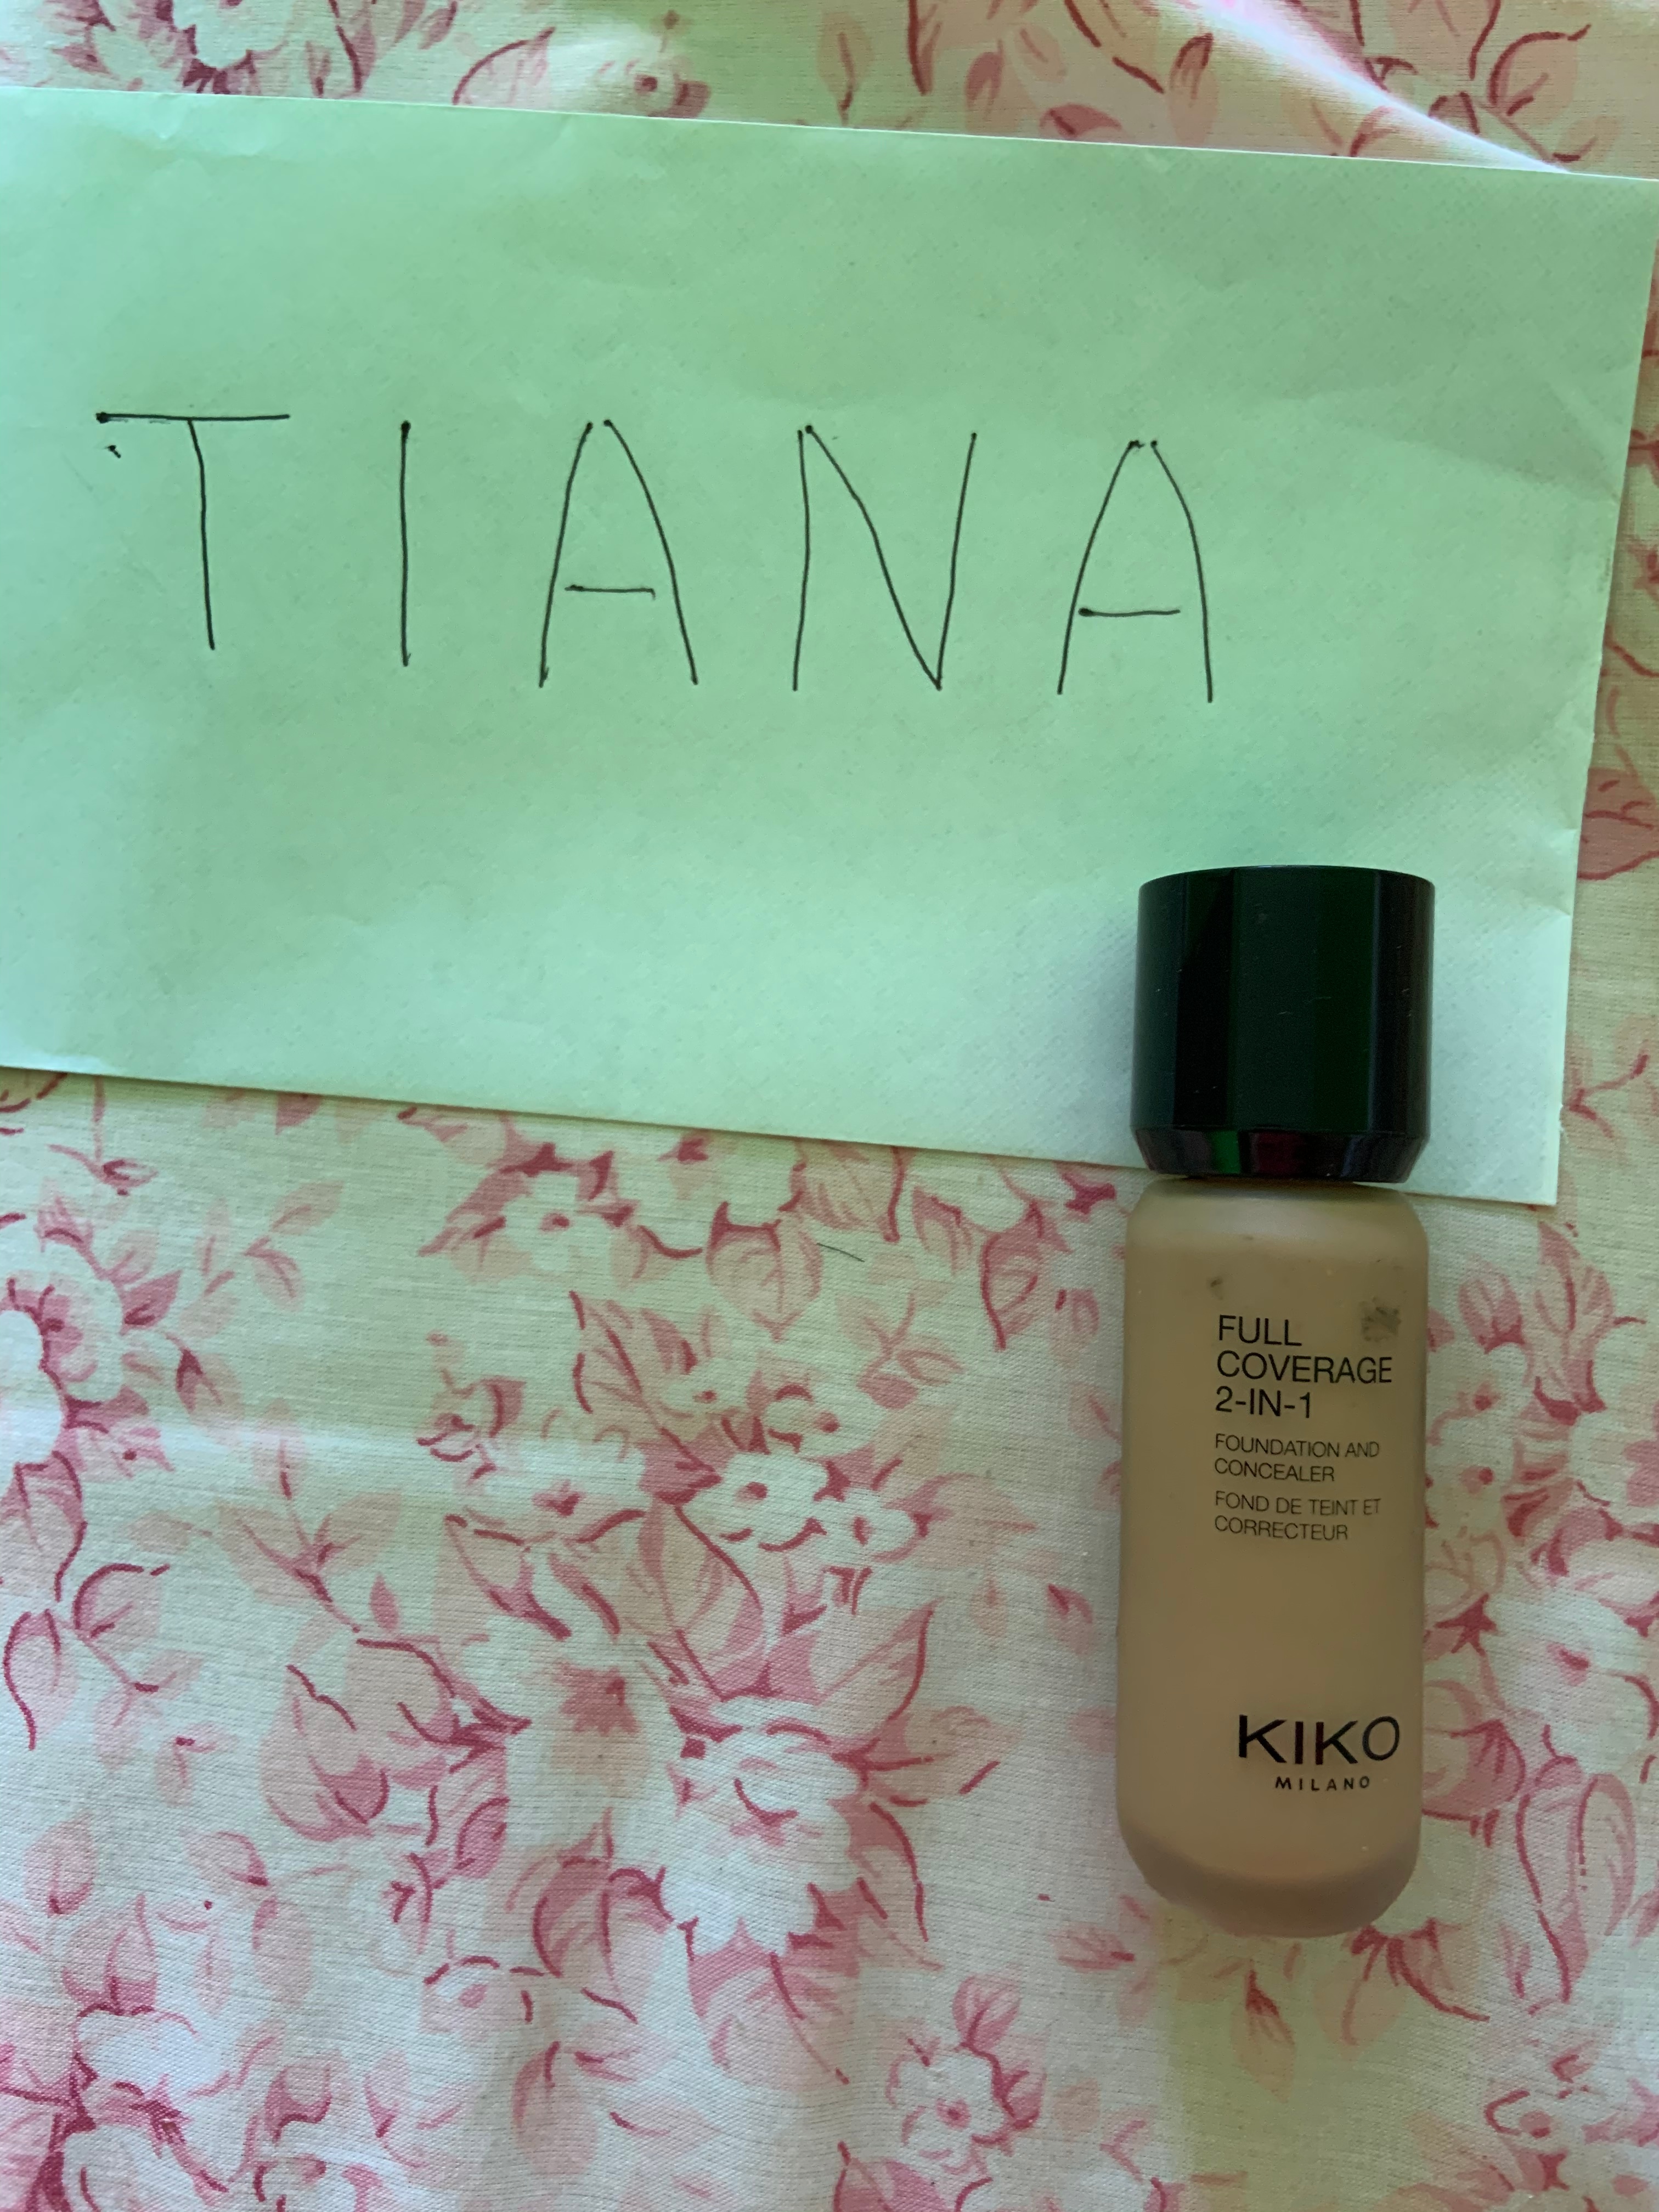 TIANA
FULL
COVERAGE
2-IN-1
FOUNDATION AND
CONCEALER
FOND DE TEINT ET
CORRECTEUR
KIKO
MILANO